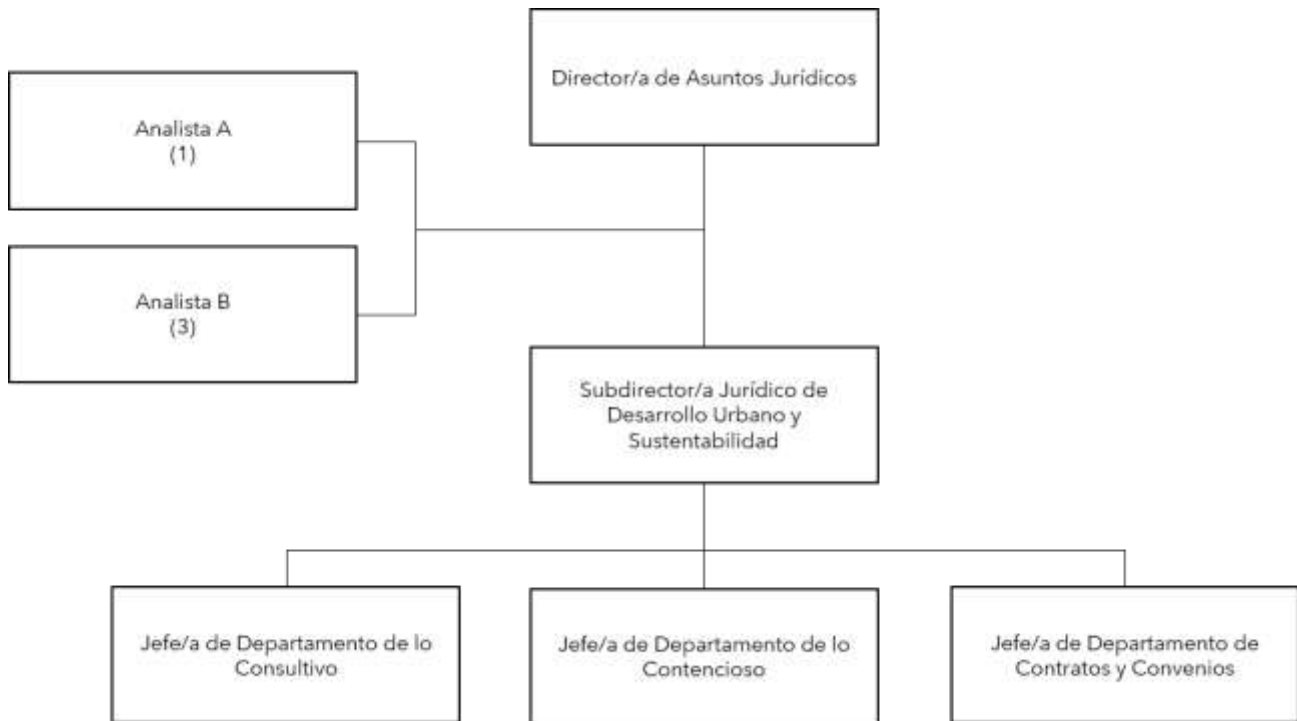 Director/a de Asuntos Jurídicos
Analista A
(1)
Analista B
(3)
Subdirector/a Jurídico de
Desarrollo Urbano y
Sustentabilidad
Jefe/a de Departamento de lo
Consultivo
Jefe/a de Departamento de lo
Contencioso
Jefe/a de Departamento de
Contratos y Convenios